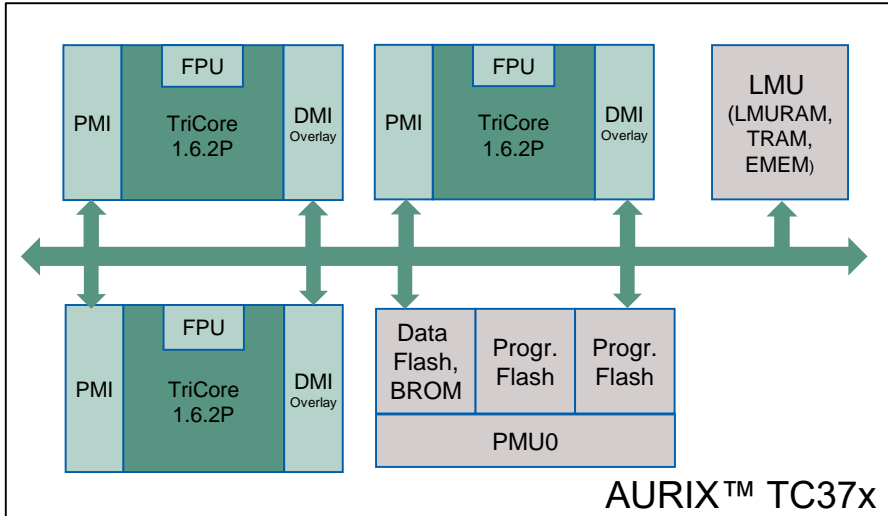 FPU
PMI
TriCore
1.6.2P
DMI
Overlay
FPU
PMI
TriCore
1.6.2P
DMI
Overlay
LMU
(LMURAM,
TRAM,
EMEM)
FPU
PMI
TriCore
1.6.2P
DMI
Overlay
Data
Flash,
BROM
Progr.
Flash
Progr.
Flash
PMU0
AURIX™ TC37x